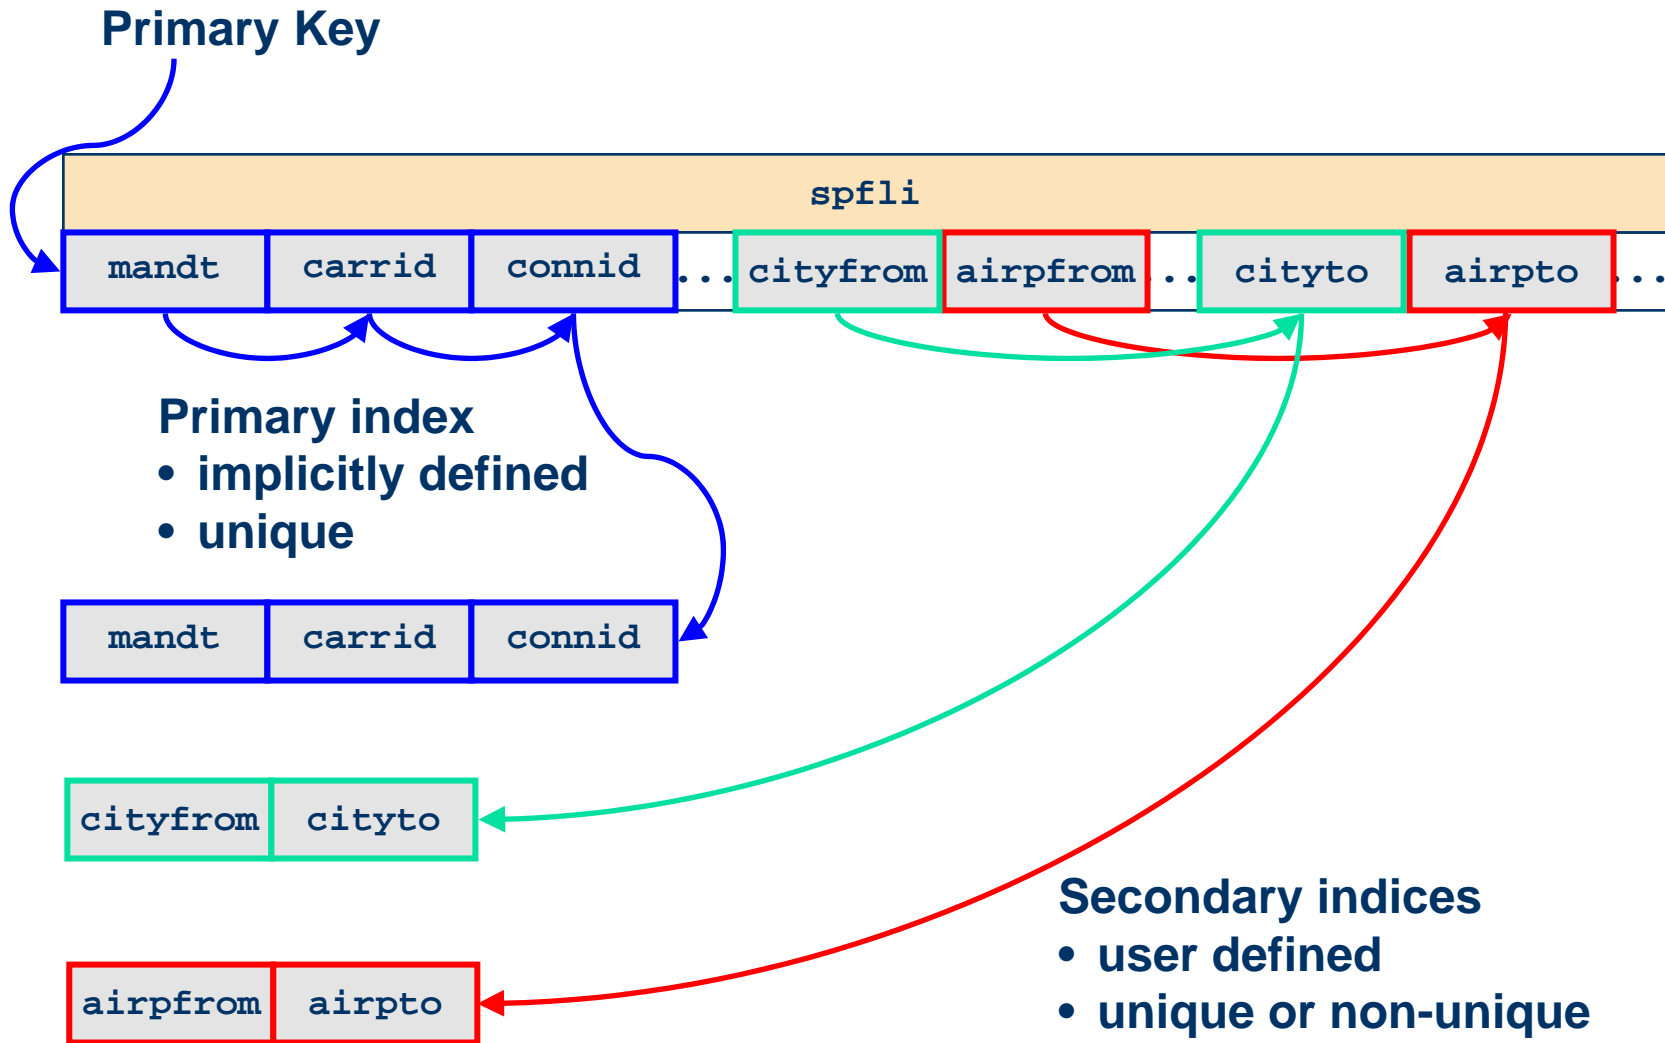 Primary Key
spfli
mandt carrid connid ... cityfrom airpfrom ... cityto airpto ...
Primary index
• implicitly defined
• unique
mandt carrid connid
cityfrom cityto
Secondary indices
• user defined
airpfrom airpto
• unique or non-unique